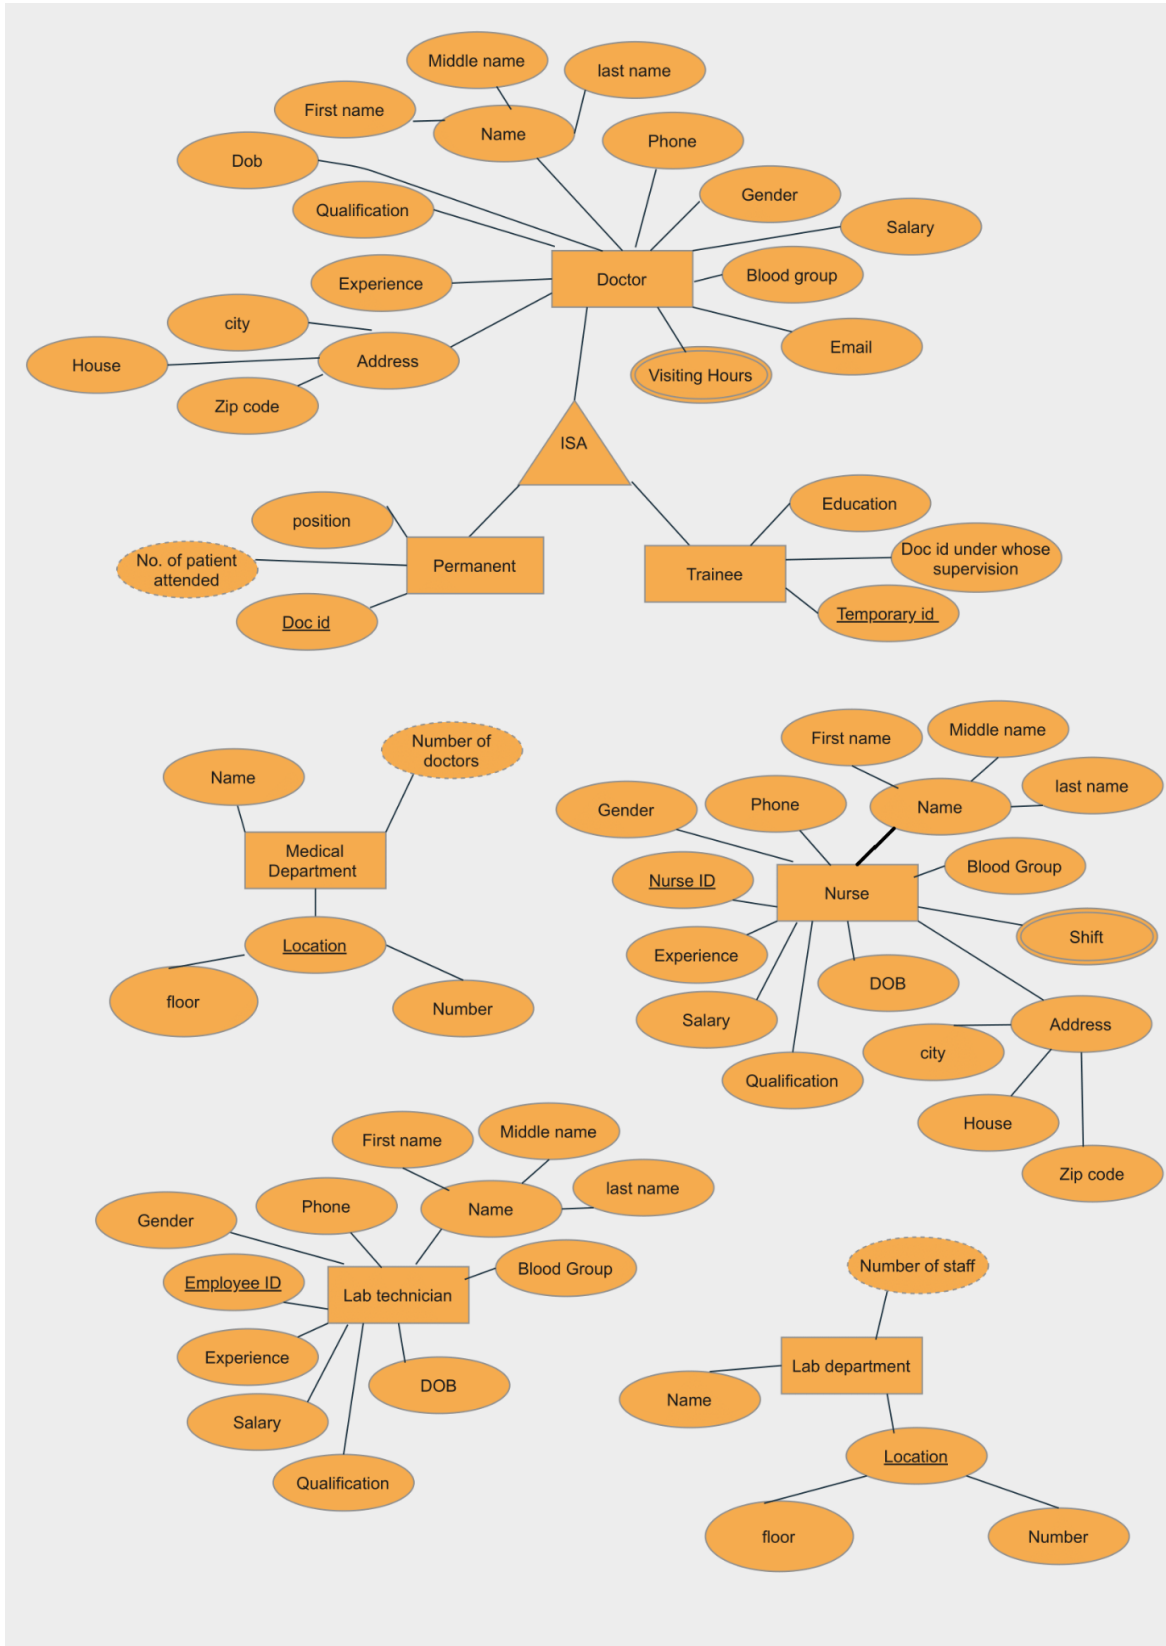 Middle name
last name
First name
Name
Phone
Dob
Gender
Qualification
Salary
Doctor
Blood group
Experience
city
Email
House
Address
Visiting Hours
Zip code
ISA
Education
position
Doc id under whose
supervision
No. of patient
attended
Permanent
Trainee
Doc id
Temporary id
Number of
doctors
Name
Medical
Department
Location
floor
Number
First name
Middle name
last name
Name
Phone
Gender
Blood Group
Nurse ID
Nurse
Shift
Experience
DOB
Salary
Address
city
Qualification
House
Zip code
First name
Middle name
last name
Name
Phone
Gender
Blood Group
Employee ID
Lab technician
Experience
DOB
Salary
Qualification
Number of staff
Lab department
Name
Location
floor
Number